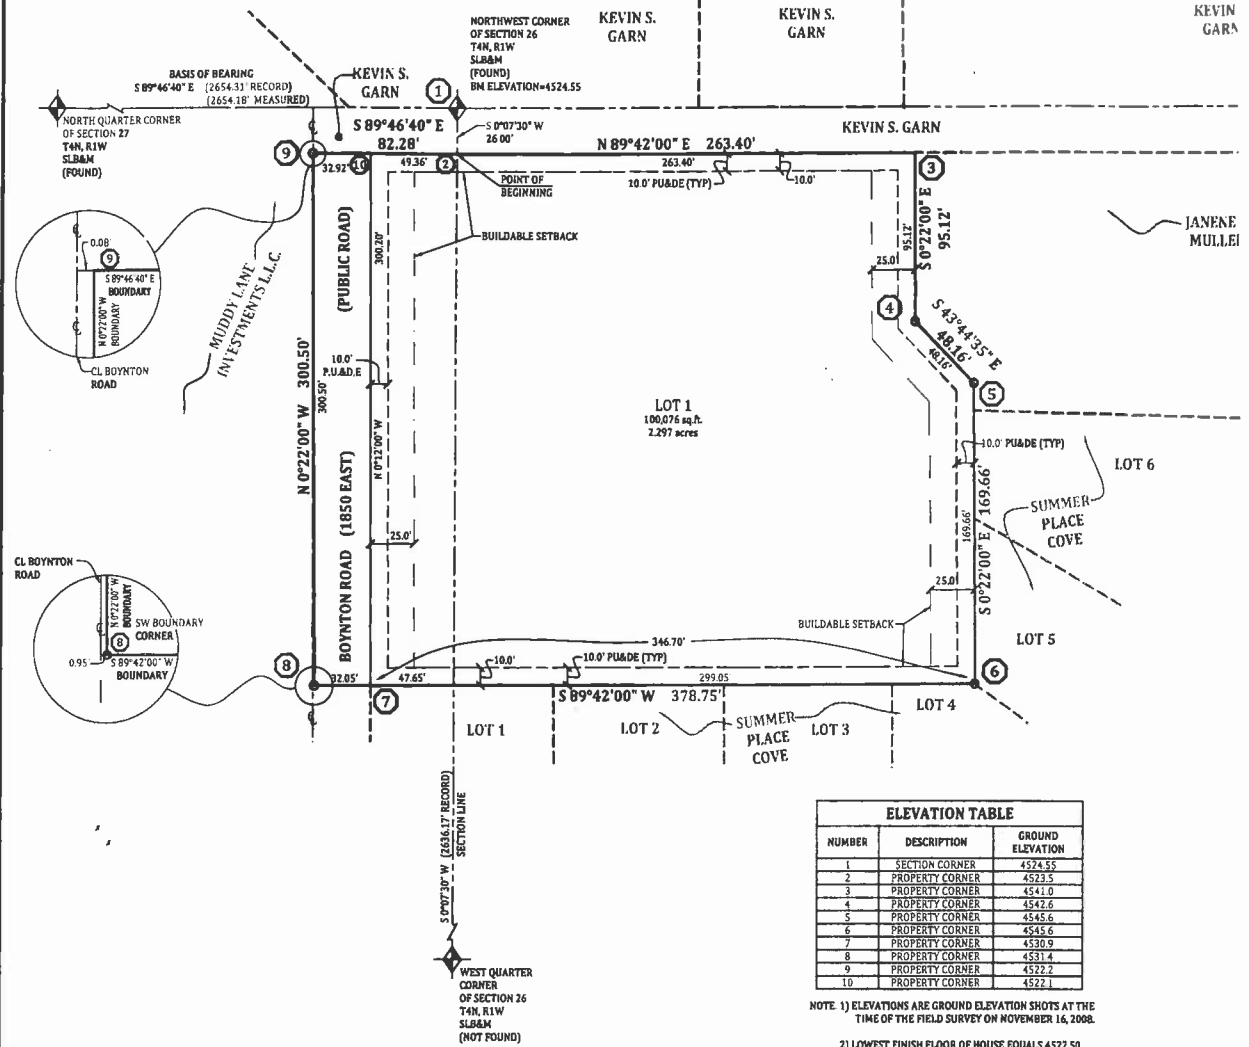 KEVIN S.
GARN
KEVIN S.
GARN
KEVIN
GARN
NORTHWEST CORNER
OF SECTION 26
T4N, R1W
SLB&M
(FOUND)
BM ELEVATION=4524.55
BASIS OF BEARING
S 89°46'40" E (2654.31' RECORD)
(2654.18' MEASURED)
KEVIN S.
GARN
1
NORTH QUARTER CORNER
OF SECTION 27
T4N, R1W
SLB&M
(FOUND)
S 89°46'40" E
82.28'
S 0°07'30" W
26.00'
N 89°42'00" E 263.40'
KEVIN S. GARN
9
32.92'
10
49.36'
2
263.40'
3
POINT OF
BEGINNING
10.0' PU&DE (TYP)
10.0'
BUILDABLE SETBACK
S 0°22'00" E
95.12'
95.12'
25.0'
JANENE
MULLEI
0.08'
9
S 89°46'40" E
BOUNDARY
N 0°22'00" W
BOUNDARY
CL BOYNTON
ROAD
MUDDY LANE
INVESTMENTS L.L.C.
(PUBLIC ROAD)
300.20'
4
S 43°44'35" E
48.16'
48.16'
5
N 0°22'00" W 300.50'
300.50'
10.0'
P.U.&D.E
N 0°12'00" W
LOT 1
100,076 sq.ft.
2.297 acres
10.0' PU&DE (TYP)
LOT 6
SUMMER
PLACE
COVE
BOYNTON ROAD (1850 EAST)
25.0'
169.66'
S 0°22'00" E 169.66'
25.0'
CL BOYNTON
ROAD
N 0°22'00" W
BOUNDARY
8
SW BOUNDARY
CORNER
0.95'
S 89°42'00" W
BOUNDARY
BUILDABLE SETBACK
LOT 5
346.70'
8
10.0'
10.0' PU&DE (TYP)
32.05'
47.65'
299.05'
6
7
S 89°42'00" W 378.75'
LOT 4
LOT 1
LOT 2
SUMMER
PLACE
COVE
LOT 3
S 0°07'30" W (2636.17' RECORD)
SECTION LINE
WEST QUARTER
CORNER
OF SECTION 26
T4N, R1W
SLB&M
(NOT FOUND)
ELEVATION TABLE
NUMBER DESCRIPTION GROUND ELEVATION
1 SECTION CORNER 4524.55
2 PROPERTY CORNER 4523.5
3 PROPERTY CORNER 4541.0
4 PROPERTY CORNER 4542.6
5 PROPERTY CORNER 4545.6
6 PROPERTY CORNER 4545.6
7 PROPERTY CORNER 4530.9
8 PROPERTY CORNER 4531.4
9 PROPERTY CORNER 4522.2
10 PROPERTY CORNER 4522.1
NOTE. 1) ELEVATIONS ARE GROUND ELEVATION SHOTS AT THE
TIME OF THE FIELD SURVEY ON NOVEMBER 16, 2008.
2) LOWEST FINISH FLOOR OF HOUSE EQUALS 4522.50